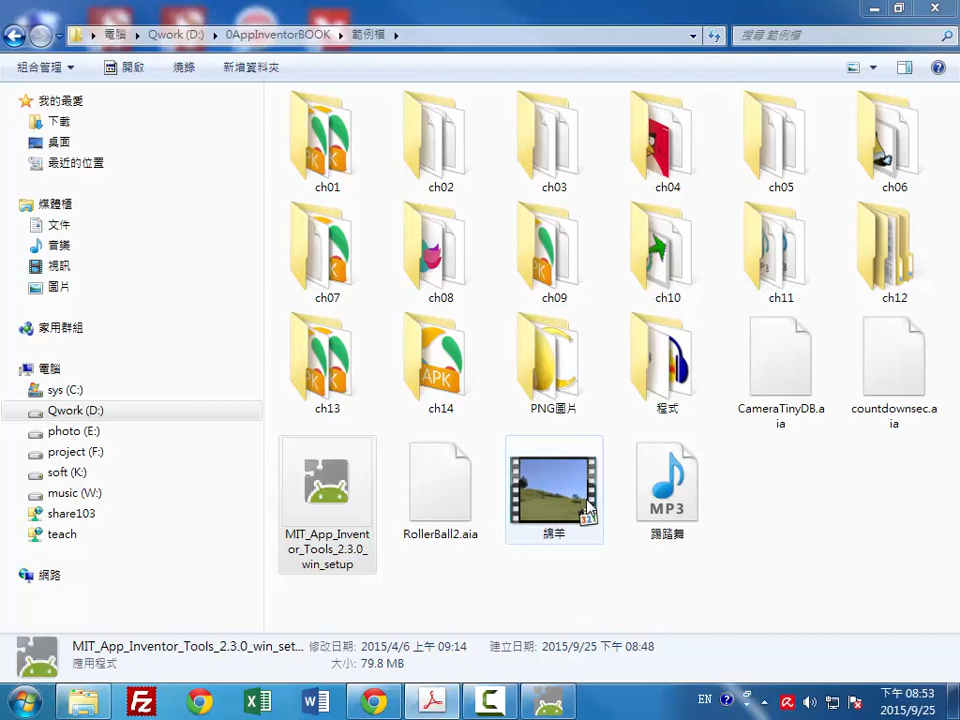 電腦 ▸ Qwork (D:) ▸ 0AppInventorBOOK ▸ 範例檔 ▸
搜尋 範例檔
組合管理 開啟 燒錄 新增資料夾
我的最愛
下載
桌面
最近的位置
媒體櫃
文件
音樂
視訊
圖片
家用群組
電腦
sys (C:)
Qwork (D:)
photo (E:)
project (F:)
soft (K:)
music (W:)
share103
teach
網路
ch01 ch02 ch03 ch04 ch05 ch06
ch07 ch08 ch09 ch10 ch11 ch12
ch13 ch14 PNG圖片 程式 CameraTinyDB.a
ia countdownsec.a
ia
MIT_App_Invent
or_Tools_2.3.0_
win_setup RollerBall2.aia 綿羊 踢踏舞
APK
MP3
321
MIT_App_Inventor_Tools_2.3.0_win_set... 修改日期: 2015/4/6 上午 09:14 建立日期: 2015/9/25 下午 08:48
應用程式 大小: 79.8 MB
EN
下午 08:53
2015/9/25